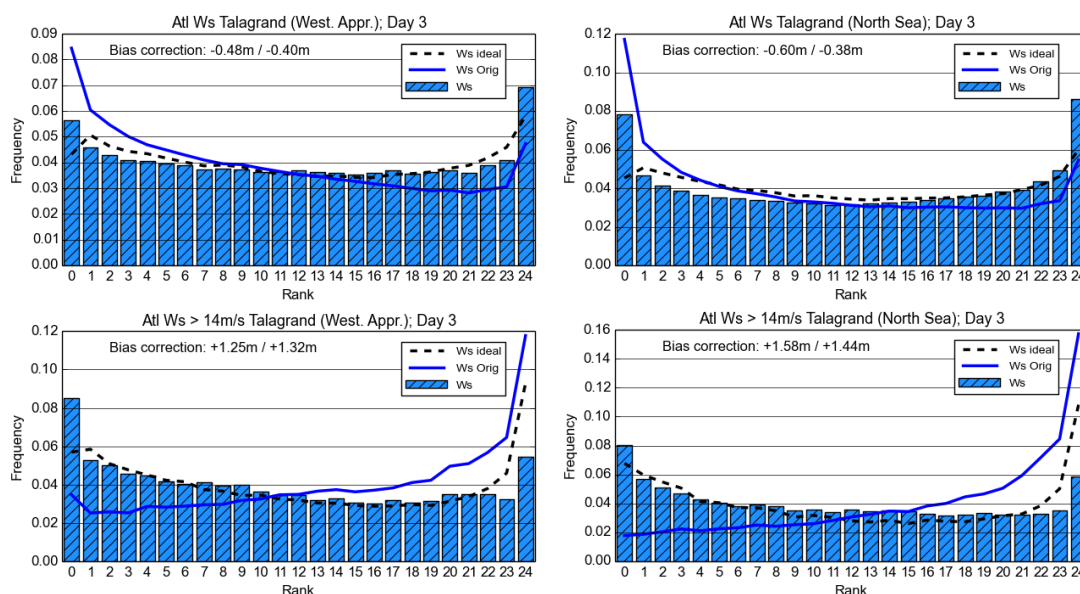 Atl Ws Talagrand (West. Appr.); Day 3
Bias correction: -0.48m / -0.40m
Ws ideal
Ws Orig
Ws
Frequency
0.09
0.08
0.07
0.06
0.05
0.04
0.03
0.02
0.01
0.00
0 1 2 3 4 5 6 7 8 9 10 11 12 13 14 15 16 17 18 19 20 21 22 23 24
Rank
Atl Ws Talagrand (North Sea); Day 3
Bias correction: -0.60m / -0.38m
Ws ideal
Ws Orig
Ws
Frequency
0.12
0.10
0.08
0.06
0.04
0.02
0.00
0 1 2 3 4 5 6 7 8 9 10 11 12 13 14 15 16 17 18 19 20 21 22 23 24
Rank
Atl Ws > 14m/s Talagrand (West. Appr.); Day 3
Bias correction: +1.25m / +1.32m
Ws ideal
Ws Orig
Ws
Frequency
0.12
0.10
0.08
0.06
0.04
0.02
0.00
0 1 2 3 4 5 6 7 8 9 10 11 12 13 14 15 16 17 18 19 20 21 22 23 24
Rank
Atl Ws > 14m/s Talagrand (North Sea); Day 3
Bias correction: +1.58m / +1.44m
Ws ideal
Ws Orig
Ws
Frequency
0.16
0.14
0.12
0.10
0.08
0.06
0.04
0.02
0.00
0 1 2 3 4 5 6 7 8 9 10 11 12 13 14 15 16 17 18 19 20 21 22 23 24
Rank